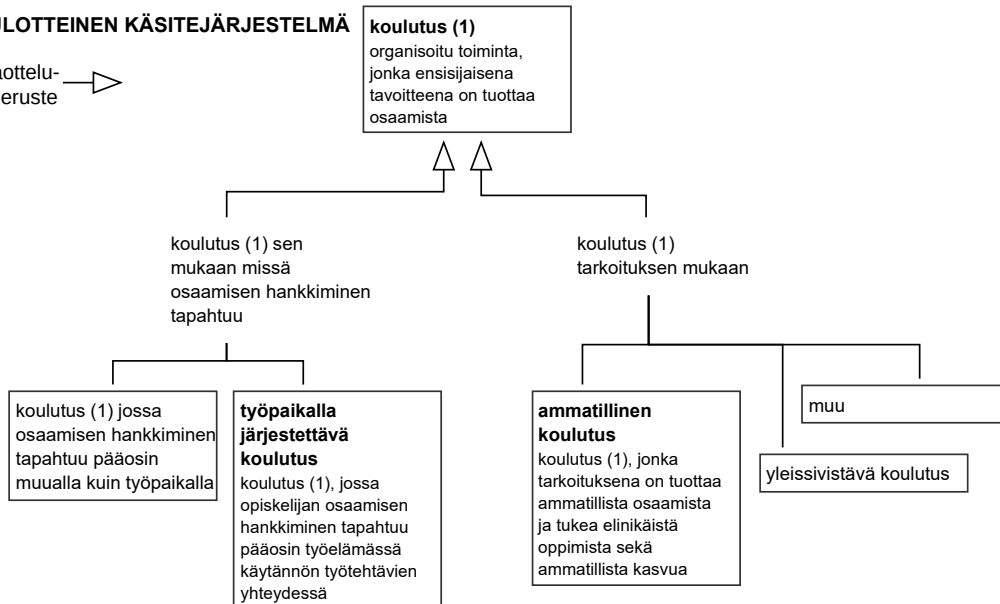 KÄSITEJÄRJESTELMÄ
koulutus (1)
organisoitu toiminta,
jonka ensisijaisena
tavoitteena on tuottaa
osaamista
koulutus (1) sen
mukaan missä
osaamisen hankkiminen
tapahtuu
koulutus (1)
tarkoituksen mukaan
koulutus (1) jossa
osaamisen hankkiminen
tapahtuu pääosin
muualla kuin työpaikalla
työpaikalla
järjestettävä
koulutus
koulutus (1), jossa
opiskelijan osaamisen
hankkiminen tapahtuu
pääosin työelämässä
käytännön työtehtävien
yhteydessä
ammatillinen
koulutus
koulutus (1), jonka
tarkoituksena on tuottaa
ammatillista osaamista
ja tukea elinikäistä
oppimista sekä
ammatillista kasvua
yleissivistävä koulutus
muu